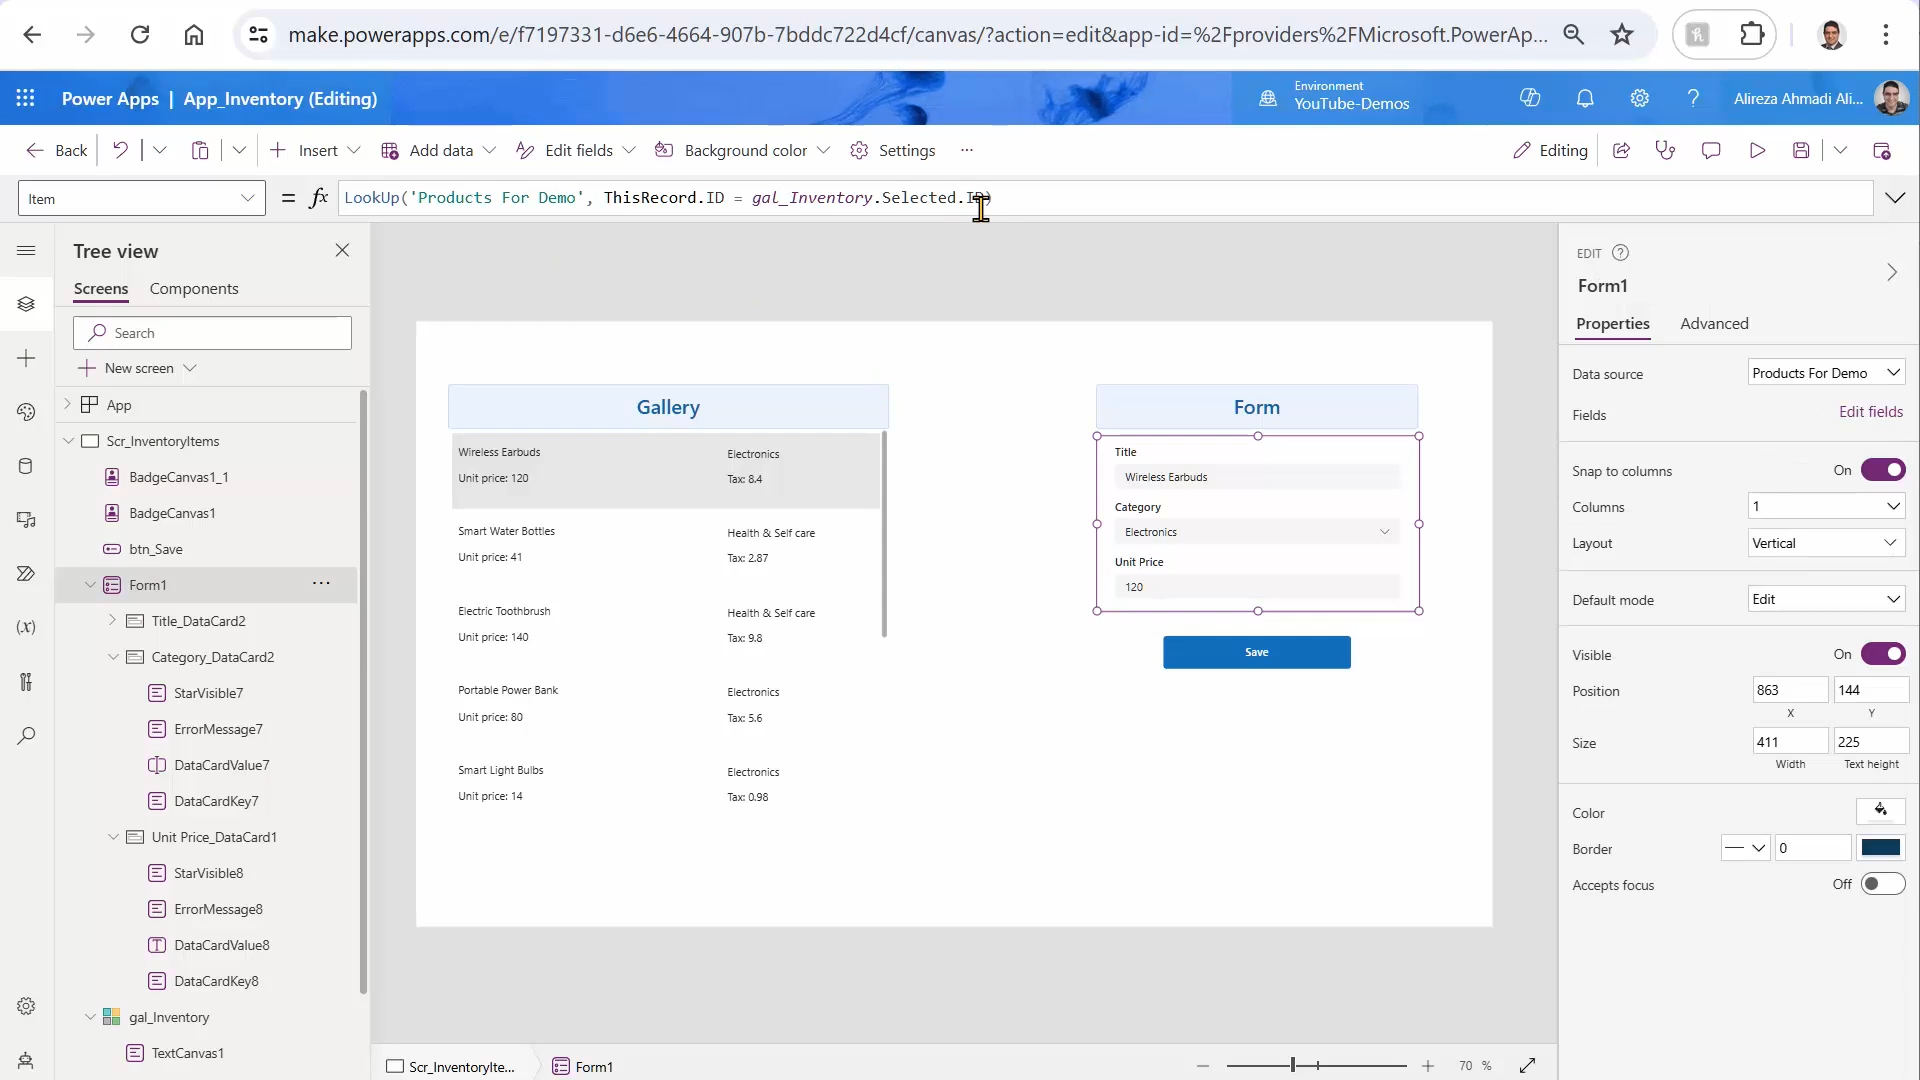 make.powerapps.com/e/f7197331-d6e6-4664-907b-7bddc722d4cf/canvas/?action=edit&app-id=%2Fproviders%2FMicrosoft.PowerAp...
Power Apps | App_Inventory (Editing)
Environment
YouTube-Demos
Alireza Ahmadi Ali...
Back
Insert
Add data
Edit fields
Background color
Settings
...
Editing
Item
= fx LookUp('Products For Demo', ThisRecord.ID = gal_Inventory.Selected.ID)
Tree view
Screens
Components
Search
New screen
App
Scr_InventoryItems
BadgeCanvas1_1
BadgeCanvas1
btn_Save
Form1
...
Title_DataCard2
Category_DataCard2
StarVisible7
ErrorMessage7
DataCardValue7
DataCardKey7
Unit Price_DataCard1
StarVisible8
ErrorMessage8
DataCardValue8
DataCardKey8
gal_Inventory
TextCanvas1
Gallery
Wireless Earbuds
Electronics
Unit price: 120
Tax: 8.4
Smart Water Bottles
Health & Self care
Unit price: 41
Tax: 2.87
Electric Toothbrush
Health & Self care
Unit price: 140
Tax: 9.8
Portable Power Bank
Electronics
Unit price: 80
Tax: 5.6
Smart Light Bulbs
Electronics
Unit price: 14
Tax: 0.98
Form
Title
Wireless Earbuds
Category
Electronics
Unit Price
120
Save
Scr_InventoryIte...
Form1
70 %
EDIT ?
Form1
Properties
Advanced
Data source
Products For Demo
Fields
Edit fields
Snap to columns
On
Columns
1
Layout
Vertical
Default mode
Edit
Visible
On
Position
863
144
X
Y
Size
411
225
Width
Text height
Color
Border
0
Accepts focus
Off